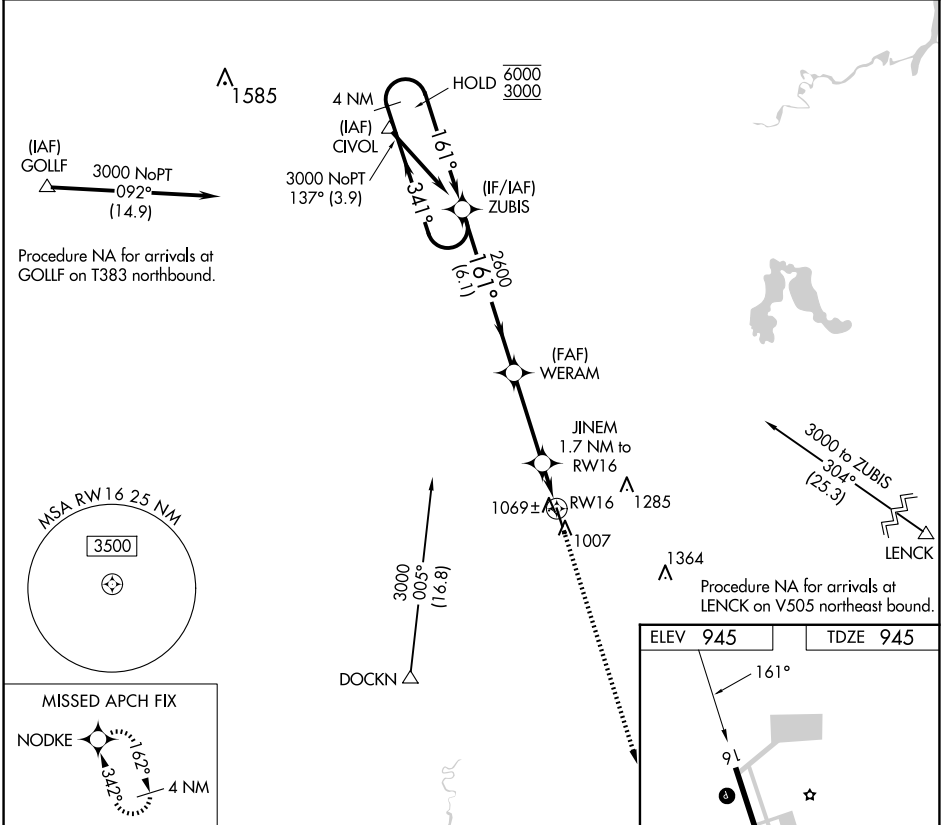 1585
HOLD 6000
3000
4 NM
(IAF)
CIVOL
161°
(IAF)
GOLLF
3000 NoPT
092°
(14.9)
3000 NoPT
137° (3.9)
341°
(IF/IAF)
ZUBIS
Procedure NA for arrivals at
GOLLF on T383 northbound.
2600
161°
(6.1)
(FAF)
WERAM
JINEM
1.7 NM to
RW16
3000 to ZUBIS
304°
(25.3)
LENCK
1069±
RW16
1285
1007
1364
MSA RW16 25 NM
3500
3000
005°
(16.8)
DOCKN
Procedure NA for arrivals at
LENCK on V505 northeast bound.
ELEV 945
TDZE 945
161°
16
P
MISSED APCH FIX
NODKE
162°
342°
4 NM